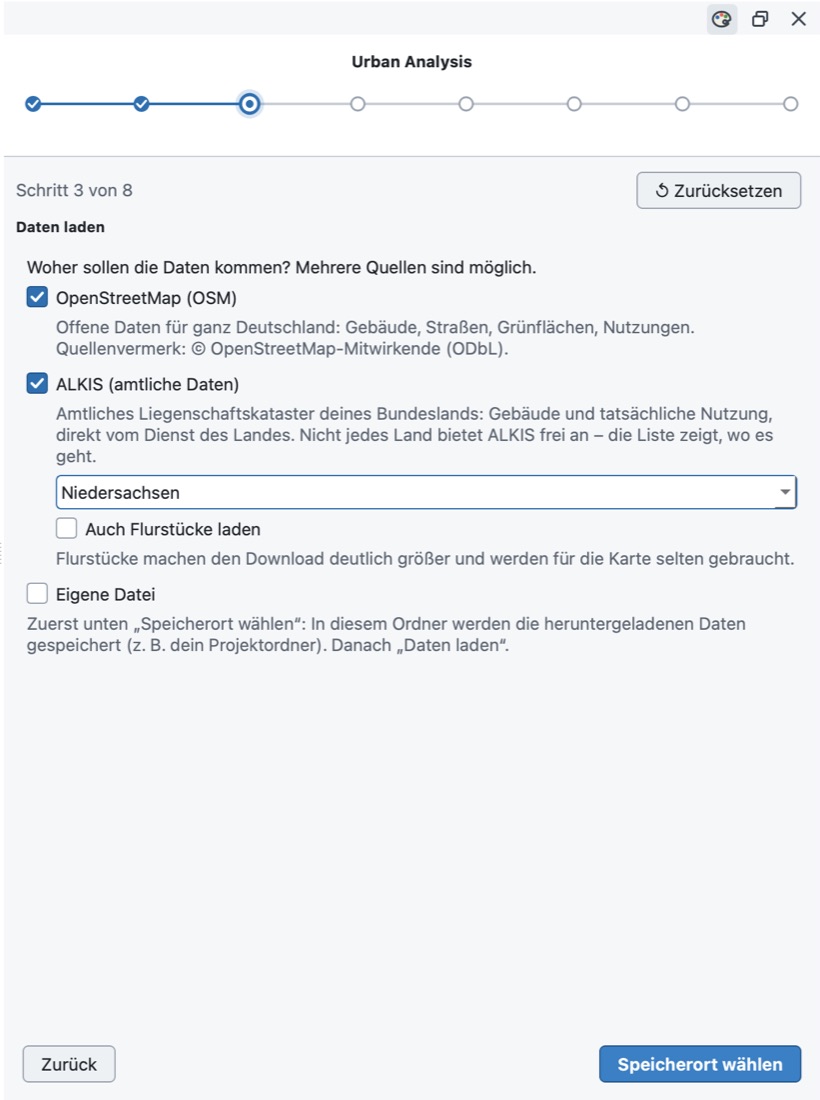 Urban Analysis
Schritt 3 von 8
Zurücksetzen
Daten laden
Woher sollen die Daten kommen? Mehrere Quellen sind möglich.
OpenStreetMap (OSM)
Offene Daten für ganz Deutschland: Gebäude, Straßen, Grünflächen, Nutzungen.
Quellenvermerk: © OpenStreetMap-Mitwirkende (ODbL).
ALKIS (amtliche Daten)
Amtliches Liegenschaftskataster deines Bundeslands: Gebäude und tatsächliche Nutzung,
direkt vom Dienst des Landes. Nicht jedes Land bietet ALKIS frei an – die Liste zeigt, wo es
geht.
Niedersachsen
Auch Flurstücke laden
Flurstücke machen den Download deutlich größer und werden für die Karte selten gebraucht.
Eigene Datei
Zuerst unten „Speicherort wählen“: In diesem Ordner werden die heruntergeladenen Daten
gespeichert (z. B. dein Projektordner). Danach „Daten laden“.
Zurück
Speicherort wählen